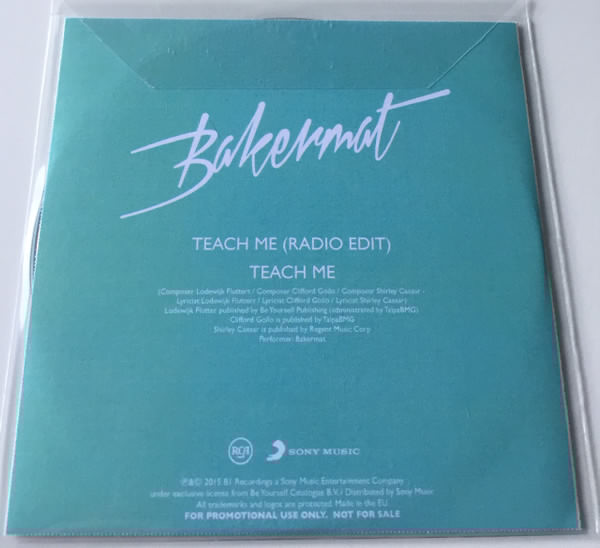 Bakermat
TEACH ME (RADIO EDIT)
TEACH ME
(Composer Lodewijk Fluttert / Composer Clifford Goilo / Composer Shirley Caesar -
Lyricist Lodewijk Fluttert / Lyricist Clifford Goilo / Lyricist Shirley Caesar)
Lodewijk Flutter published by Be Yourself Publishing (administrated by TalpaBMG)
Clifford Goilo is published by TalpaBMG
Shirley Caesar is published by Regent Music Corp
Performer: Bakermat
RCA SONY MUSIC
℗&© 2015 B1 Recordings a Sony Music Entertainment Company
under exclusive license from Be Yourself Catalogue B.V. / Distributed by Sony Music
All trademarks and logos are protected. Made in the EU.
FOR PROMOTIONAL USE ONLY. NOT FOR SALE